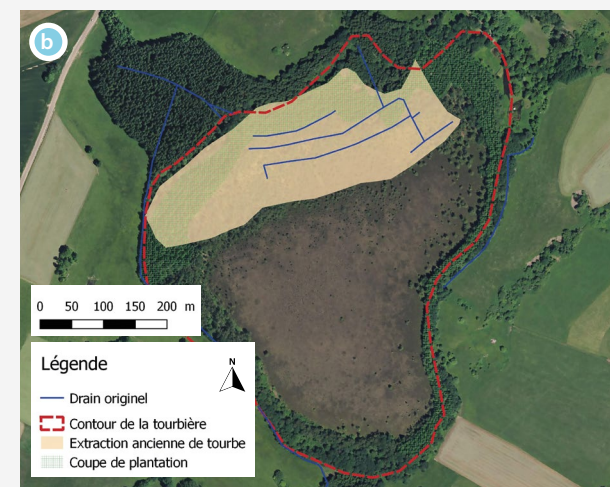 b
0 50 100 150 200 m
Légende
N
Drain originel
Contour de la tourbière
Extraction ancienne de tourbe
Coupe de plantation